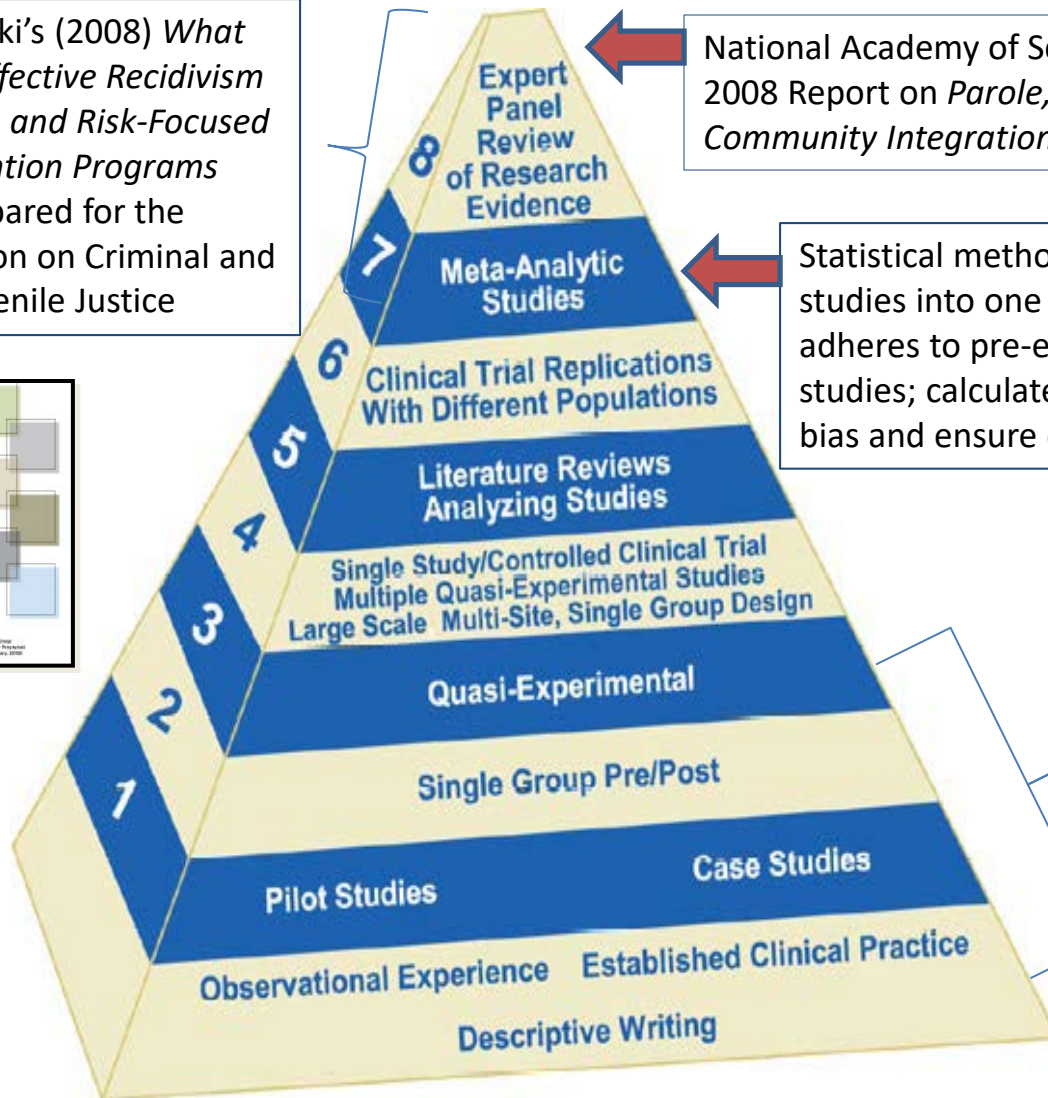 ki's (2008) What
ffective Recidivism
and Risk-Focused
ntion Programs
pared for the
on on Criminal and
enile Justice
National Academy of Sc
2008 Report on Parole,
Community Integration
Statistical metho
studies into one
adheres to pre-e
studies; calculate
bias and ensure
8
Expert
Panel
Review
of Research
Evidence
7
Meta-Analytic
Studies
6
Clinical Trial Replications
With Different Populations
5
Literature Reviews
Analyzing Studies
4
Single Study/Controlled Clinical Trial
Multiple Quasi-Experimental Studies
Large Scale Multi-Site, Single Group Design
3
Quasi-Experimental
2
Single Group Pre/Post
1
Pilot Studies Case Studies
Observational Experience Established Clinical Practice
Descriptive Writing